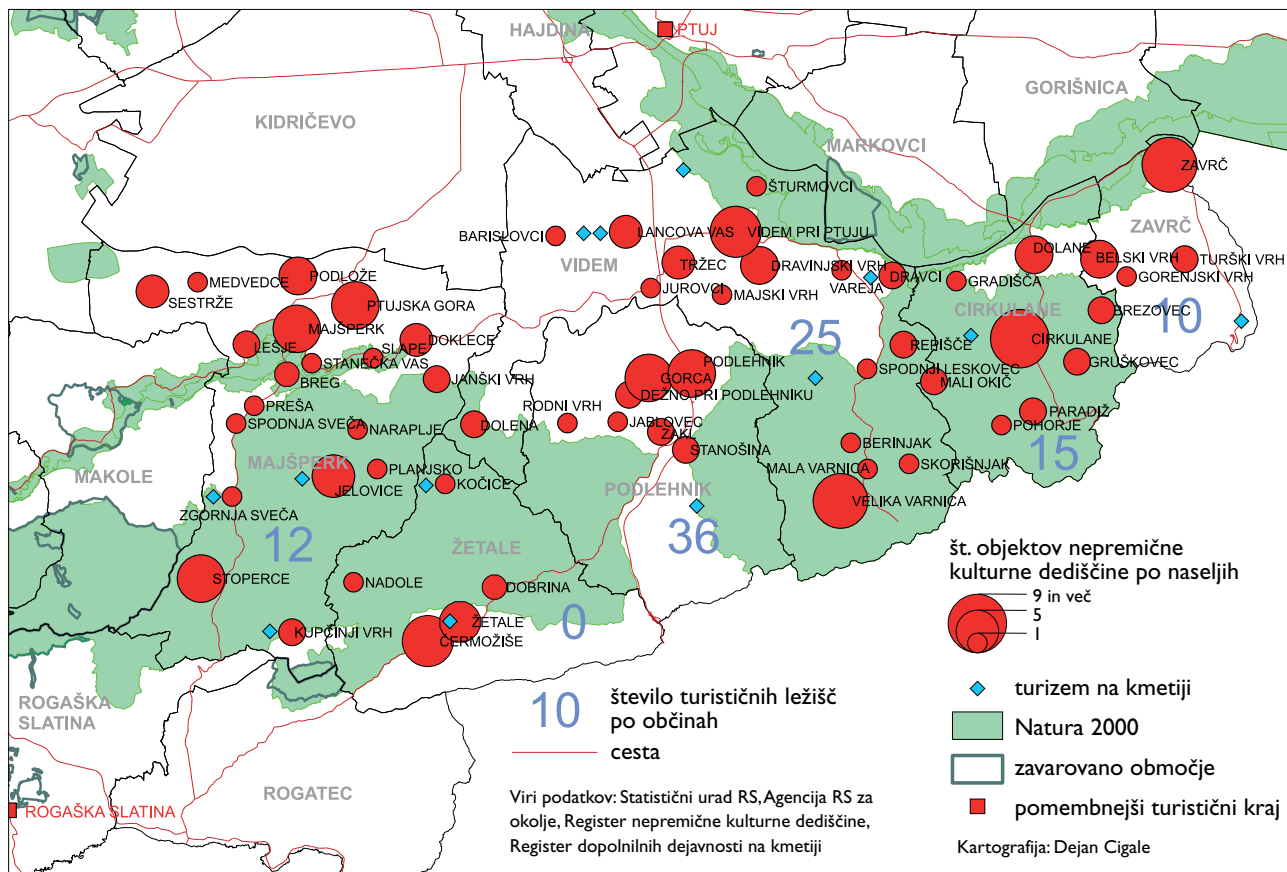 HAJDINA
PTUJ
GORIŠNICA
KIDRIČEVO
MARKOVCI
ZAVRČ
ŠTURMOVCI
BARISLOVCI
LANCOVA VAS
VIDEM PRI PTUJU
ZAVRČ
VIDEM
TRŽEC
DRAVINJSKI VRH
DOLANE
BELSKI VRH
TURŠKI VRH
MEDVEDCE
PODLOŽE
VAREJA
DRAVCI
GRADIŠČA
GORENJSKI VRH
SESTRŽE
JUROVCI
MAJSKI VRH
PTUJSKA GORA
CIRKULANE
BREZOVEC
10
MAJŠPERK
25
LEŠJE
DOKLECE
SLAPE
CIRKULANE
STANEČKA VAS
REPIŠČE
GRUŠKOVEC
BREG
JANŠKI VRH
PODLEHNIK
GORCA
SPODNJI LESKOVEC
MALI OKIČ
DEŽNO PRI PODLEHNIKU
PREŠA
RODNI VRH
PARADIŽ
SPODNJA SVEČA
NARAPLJE
DOLENA
JABLOVEC
ZAKL
POHORJE
STANOŠINA
BERINJAK
15
MAKOLE
MAJŠPERK
PLANJSKO
MALA VARNICA
SKORIŠNJAK
JELOVICE
KOČICE
PODLEHNIK
ZGORNJA SVEČA
VELIKA VARNICA
12
36
ŽETALE
STOPERCE
NADOLE
DOBRINA
0
KUPČINJI VRH
ŽETALE
ČERMOŽIŠE
ROGAŠKA
SLATINA
ROGATEC
ROGAŠKA SLATINA
št. objektov nepremične
kulturne dediščine po naseljih
9 in več
5
1
10
število turističnih ležišč
po občinah
cesta
turizem na kmetiji
Natura 2000
zavarovano območje
pomembnejši turistični kraj
Viri podatkov: Statistični urad RS, Agencija RS za
okolje, Register nepremične kulturne dediščine,
Register dopolnilnih dejavnosti na kmetiji
Kartografija: Dejan Cigale